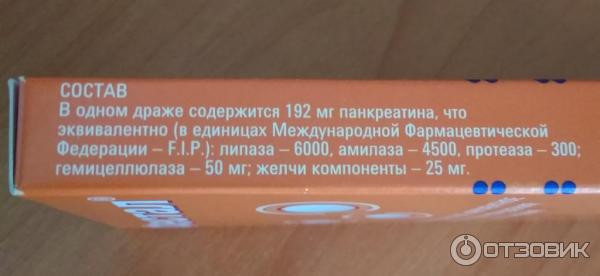 СОСТАВ
В одном драже содержится 192 мг панкреатина, что
эквивалентно (в единицах Международной Фармацевтической
Федерации – F.I.P.): липаза – 6000, амипаза – 4500, протеаза – 300;
гемицеллюлаза – 50 мг; желчи компоненты – 25 мг.
ОТЗОВИК